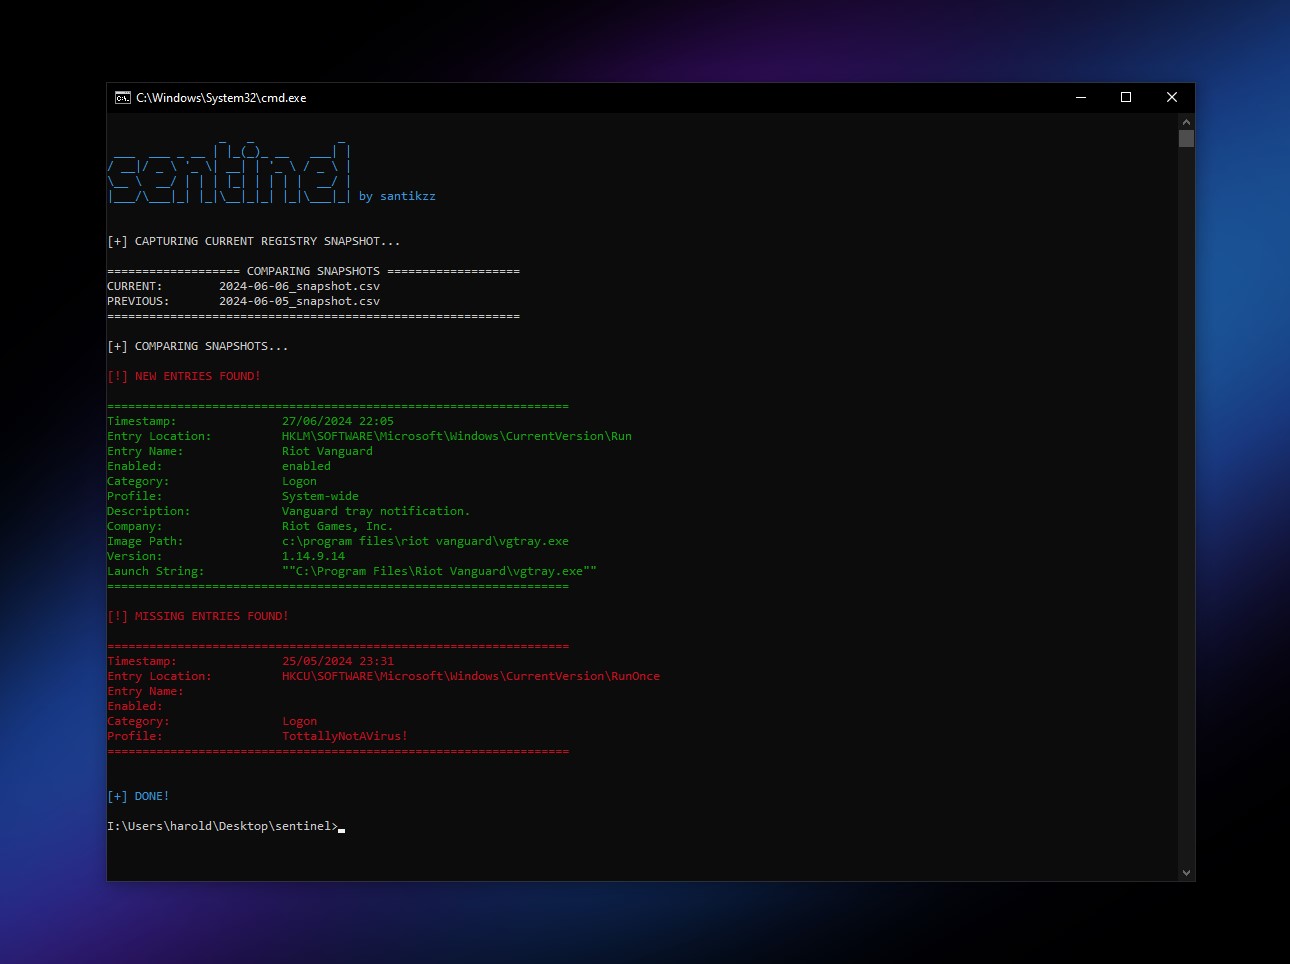 C:\Windows\System32\cmd.exe
sentinel
by santikzz
[+] CAPTURING CURRENT REGISTRY SNAPSHOT...
=================== COMPARING SNAPSHOTS ===================
CURRENT: 2024-06-06_snapshot.csv
PREVIOUS: 2024-06-05_snapshot.csv
===========================================================
[+] COMPARING SNAPSHOTS...
[!] NEW ENTRIES FOUND!
==================================================================
Timestamp: 27/06/2024 22:05
Entry Location: HKLM\SOFTWARE\Microsoft\Windows\CurrentVersion\Run
Entry Name: Riot Vanguard
Enabled: enabled
Category: Logon
Profile: System-wide
Description: Vanguard tray notification.
Company: Riot Games, Inc.
Image Path: c:\program files\riot vanguard\vgtray.exe
Version: 1.14.9.14
Launch String: ""C:\Program Files\Riot Vanguard\vgtray.exe""
==================================================================
[!] MISSING ENTRIES FOUND!
==================================================================
Timestamp: 25/05/2024 23:31
Entry Location: HKCU\SOFTWARE\Microsoft\Windows\CurrentVersion\RunOnce
Entry Name:
Enabled:
Category: Logon
Profile: TottallyNotAVirus!
==================================================================
[+] DONE!
I:\Users\harold\Desktop\sentinel>